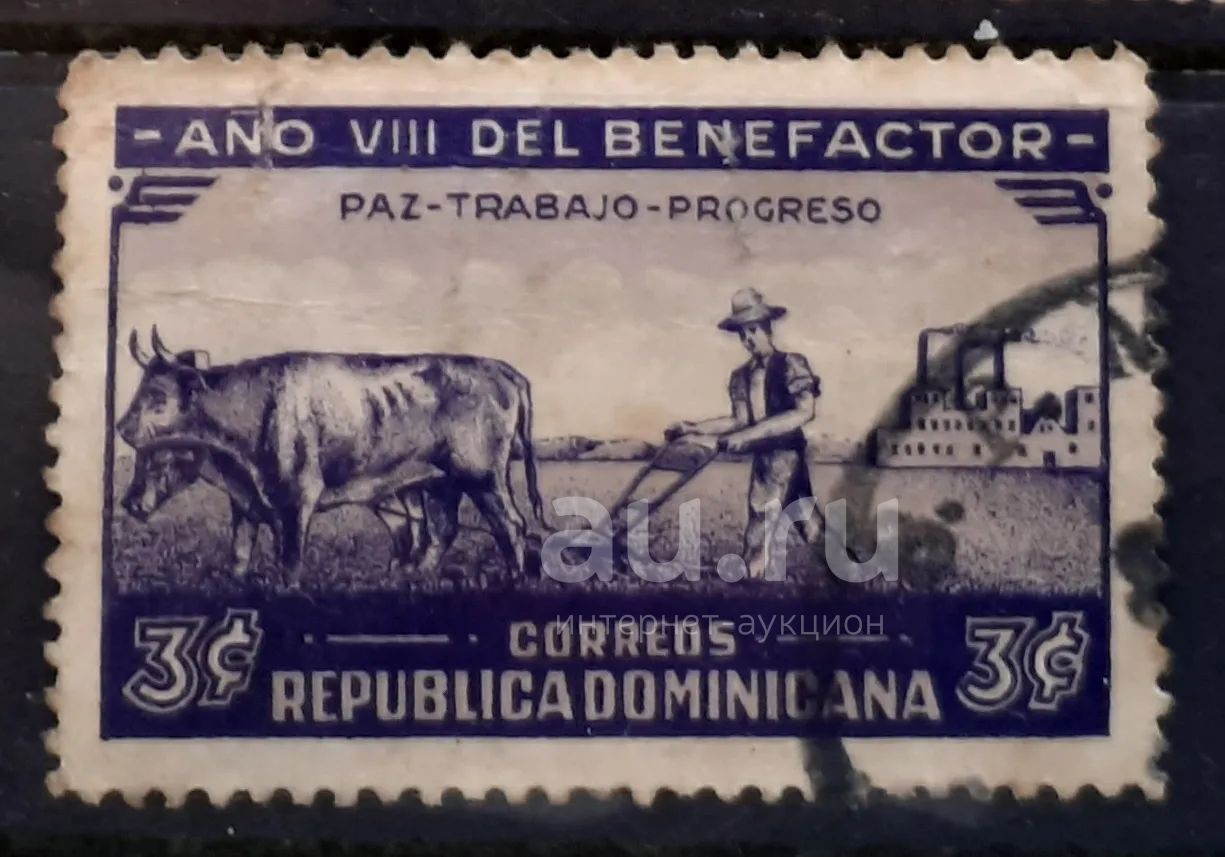 - AÑO VIII DEL BENEFACTOR -
PAZ-TRABAJO-PROGRESO
au.ru
интернет-аукцион
3¢ CORREOS 3¢
REPUBLICA DOMINICANA